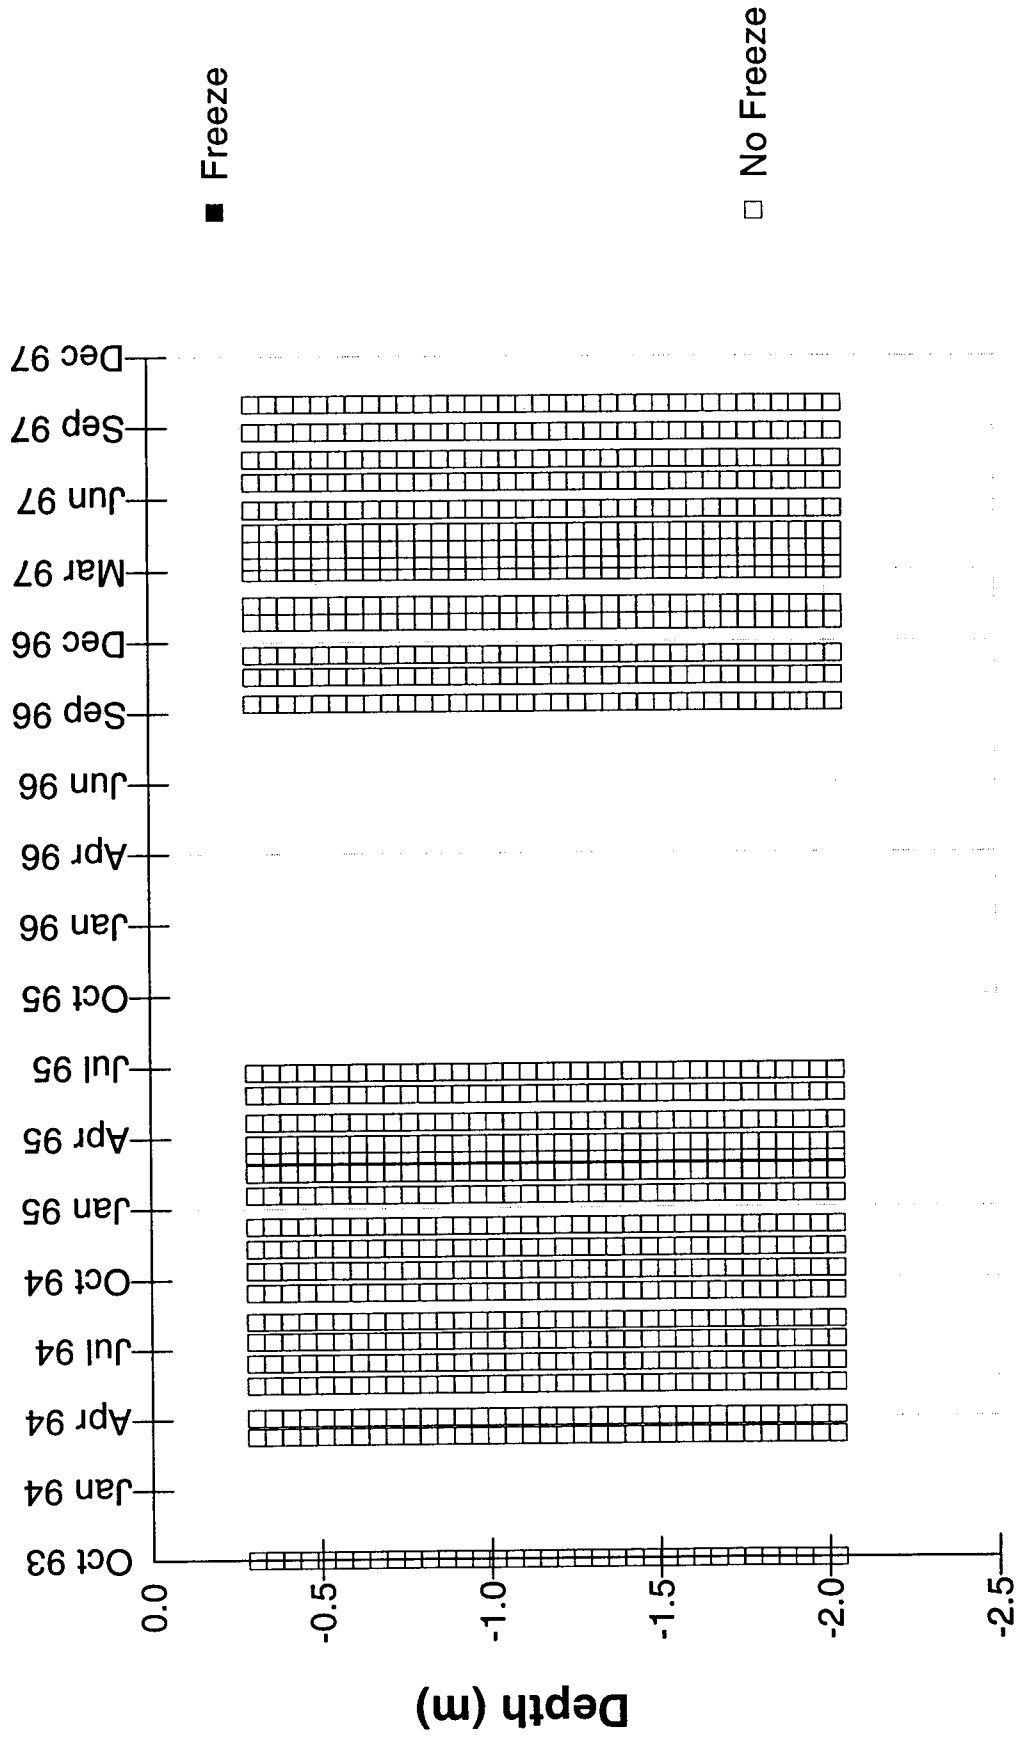 Depth (m)
0.0
-0.5
-1.0
-1.5
-2.0
-2.5
Oct 93
Jan 94
Apr 94
Jul 94
Oct 94
Jan 95
Apr 95
Jul 95
Oct 95
Jan 96
Apr 96
Jun 96
Sep 96
Dec 96
Mar 97
Jun 97
Sep 97
Dec 97
■ Freeze
□ No Freeze